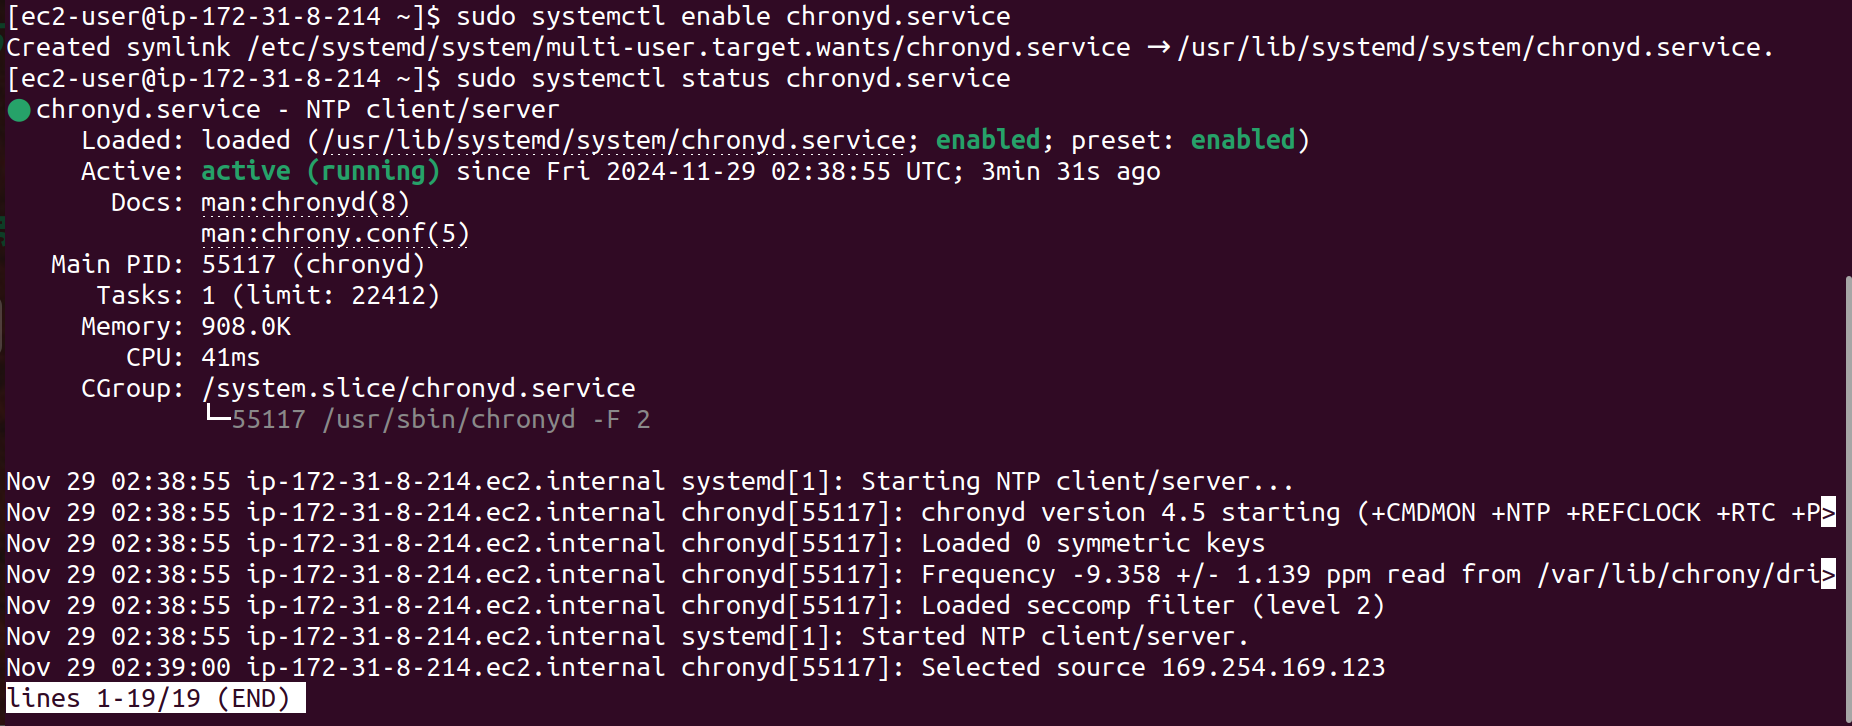 [ec2-user@ip-172-31-8-214 ~]$ sudo systemctl enable chronyd.service
Created symlink /etc/systemd/system/multi-user.target.wants/chronyd.service → /usr/lib/systemd/system/chronyd.service.
[ec2-user@ip-172-31-8-214 ~]$ sudo systemctl status chronyd.service
● chronyd.service - NTP client/server
     Loaded: loaded (/usr/lib/systemd/system/chronyd.service; enabled; preset: enabled)
     Active: active (running) since Fri 2024-11-29 02:38:55 UTC; 3min 31s ago
       Docs: man:chronyd(8)
             man:chrony.conf(5)
   Main PID: 55117 (chronyd)
      Tasks: 1 (limit: 22412)
     Memory: 908.0K
        CPU: 41ms
     CGroup: /system.slice/chronyd.service
             └─55117 /usr/sbin/chronyd -F 2
Nov 29 02:38:55 ip-172-31-8-214.ec2.internal systemd[1]: Starting NTP client/server...
Nov 29 02:38:55 ip-172-31-8-214.ec2.internal chronyd[55117]: chronyd version 4.5 starting (+CMDMON +NTP +REFCLOCK +RTC +P>
Nov 29 02:38:55 ip-172-31-8-214.ec2.internal chronyd[55117]: Loaded 0 symmetric keys
Nov 29 02:38:55 ip-172-31-8-214.ec2.internal chronyd[55117]: Frequency -9.358 +/- 1.139 ppm read from /var/lib/chrony/dri>
Nov 29 02:38:55 ip-172-31-8-214.ec2.internal chronyd[55117]: Loaded seccomp filter (level 2)
Nov 29 02:38:55 ip-172-31-8-214.ec2.internal systemd[1]: Started NTP client/server.
Nov 29 02:39:00 ip-172-31-8-214.ec2.internal chronyd[55117]: Selected source 169.254.169.123
lines 1-19/19 (END)